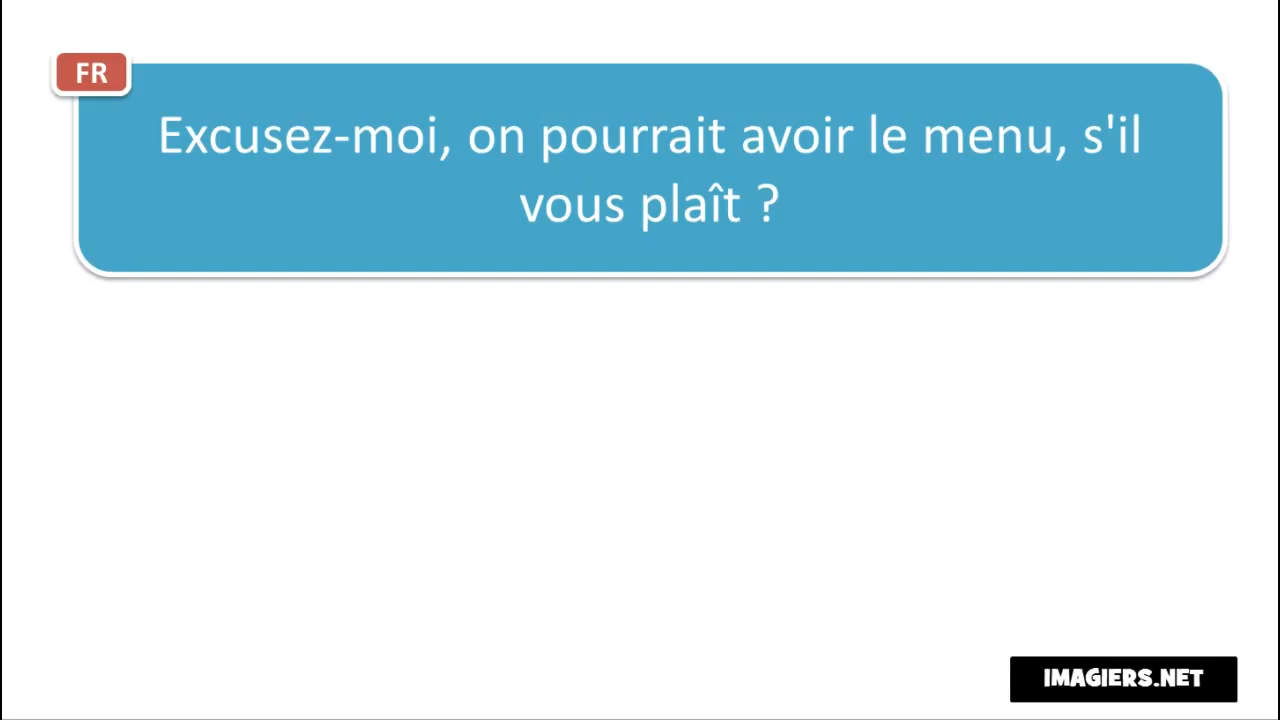 FR
Excusez-moi, on pourrait avoir le menu, s'il
vous plaît ?
IMAGIERS.NET